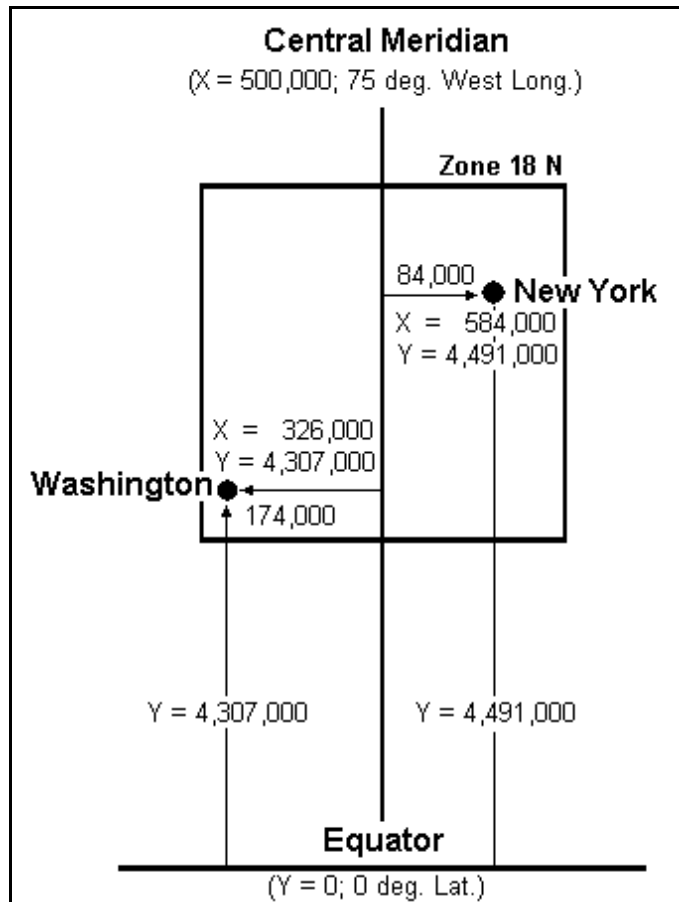 Central Meridian
(X = 500,000; 75 deg. West Long.)
Zone 18 N
84,000
New York
X = 584,000
Y = 4,491,000
X = 326,000
Y = 4,307,000
Washington
174,000
Y = 4,307,000
Y = 4,491,000
Equator
(Y = 0; 0 deg. Lat.)